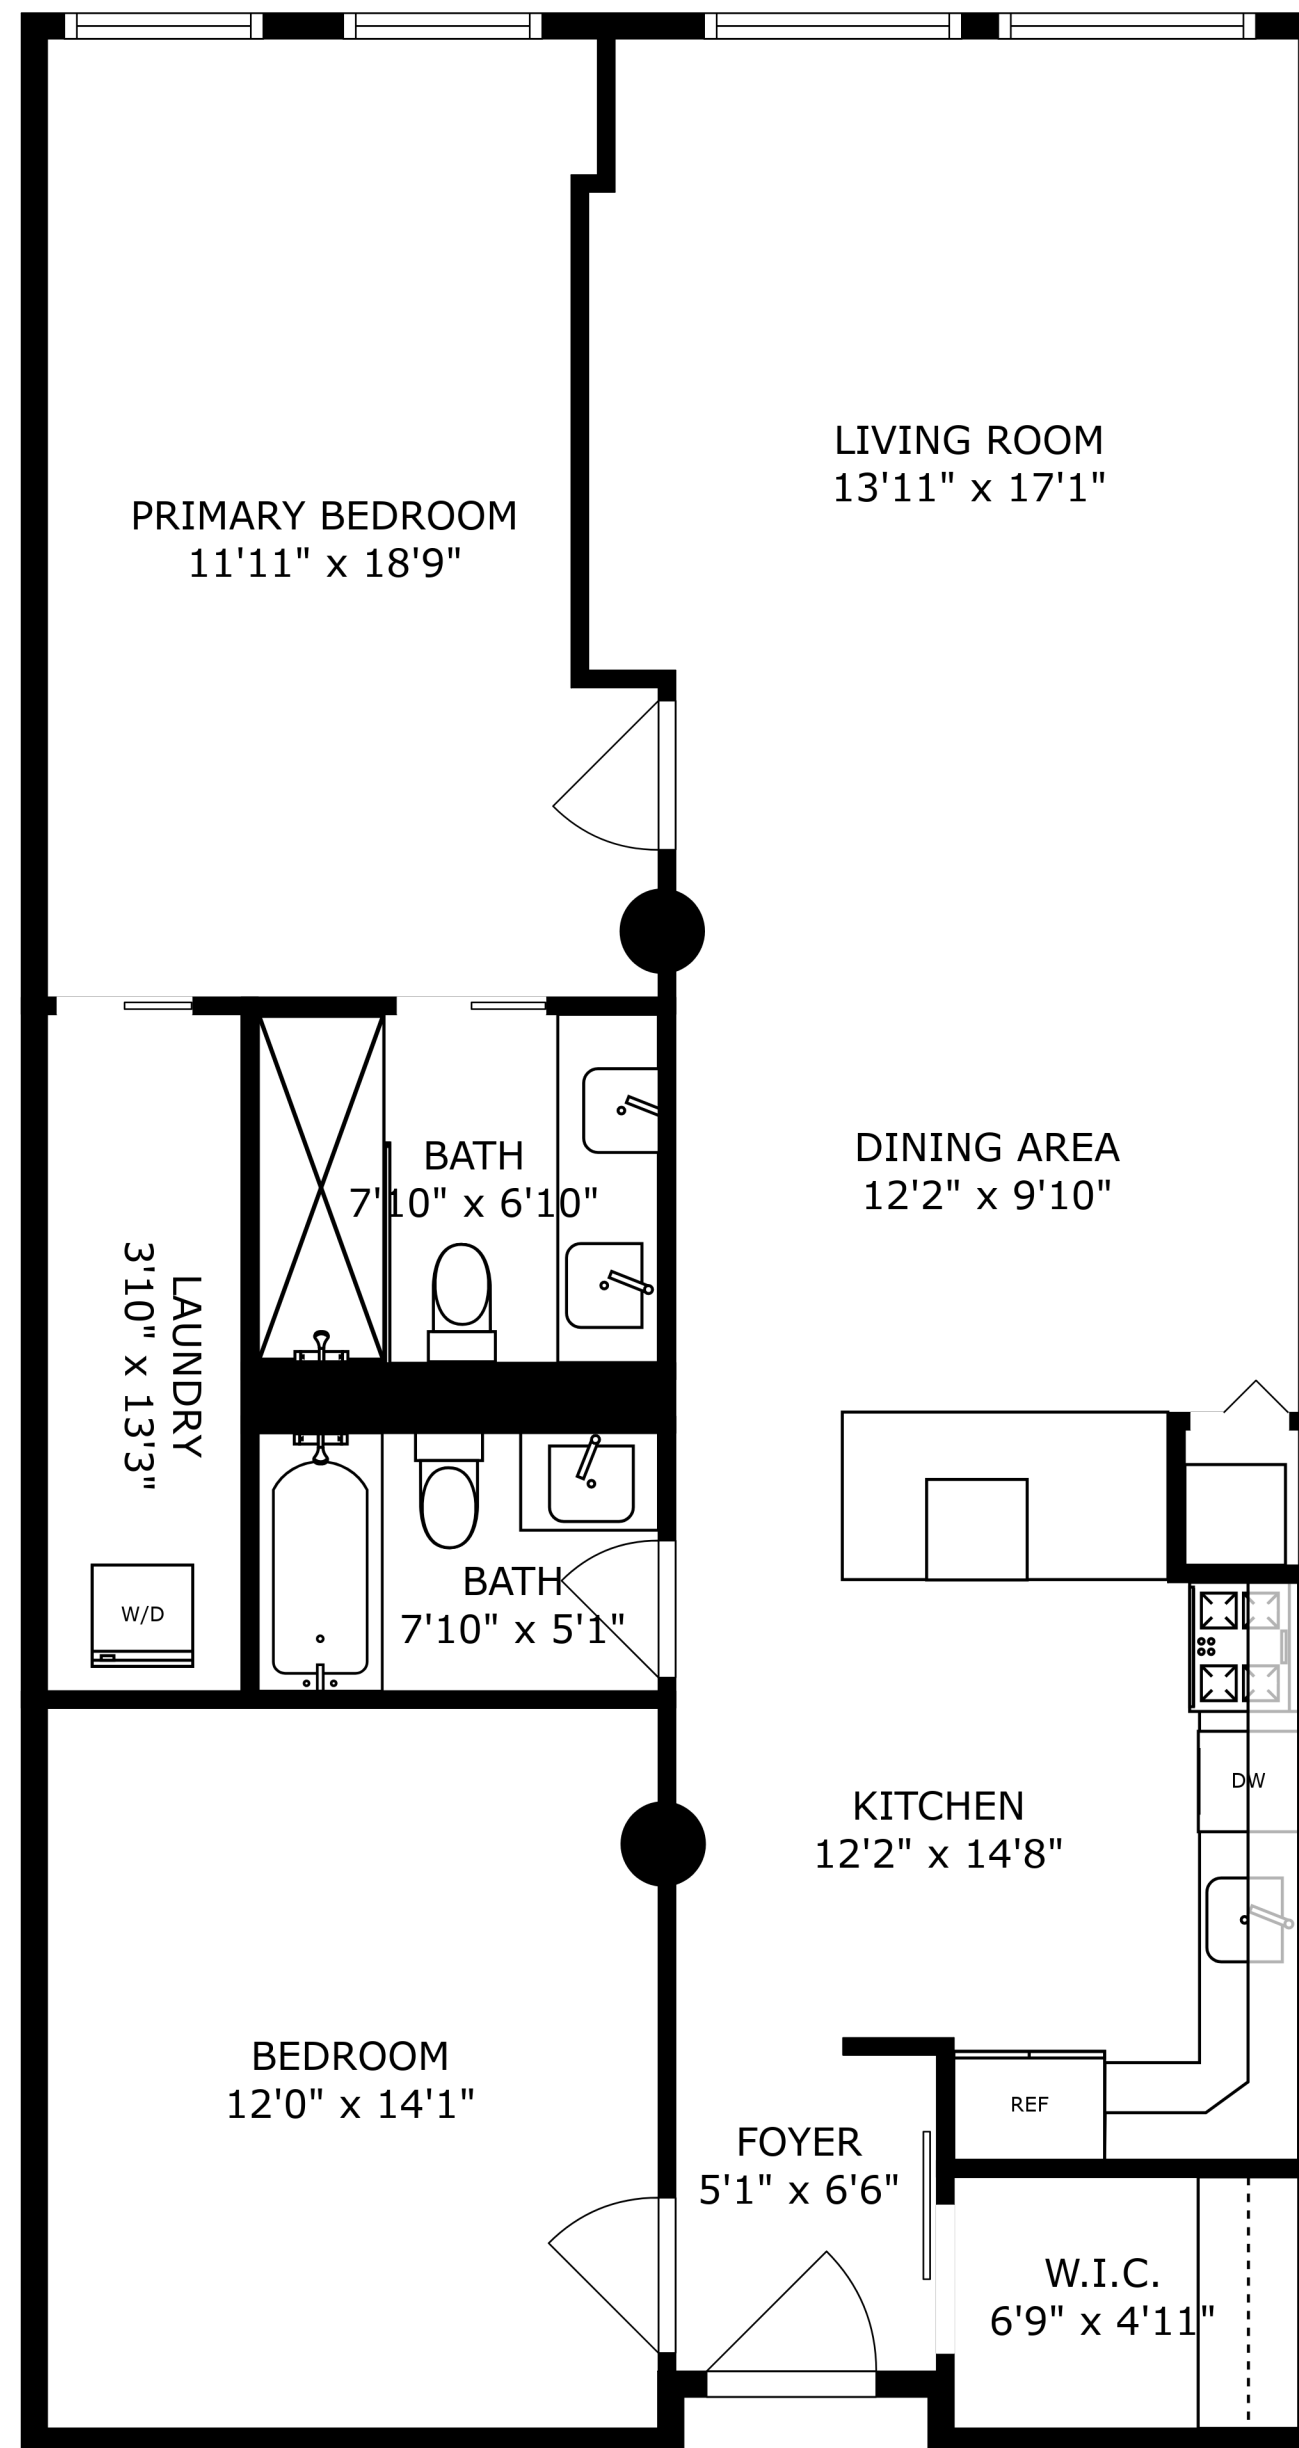 LIVING ROOM
13'11" x 17'1"
PRIMARY BEDROOM
11'11" x 18'9"
DINING AREA
12'2" x 9'10"
BATH
7'10" x 6'10"
LAUNDRY
3'10" x 13'3"
W/D
BATH
7'10" x 5'1"
DW
KITCHEN
12'2" x 14'8"
BEDROOM
12'0" x 14'1"
REF
FOYER
5'1" x 6'6"
W.I.C.
6'9" x 4'11"